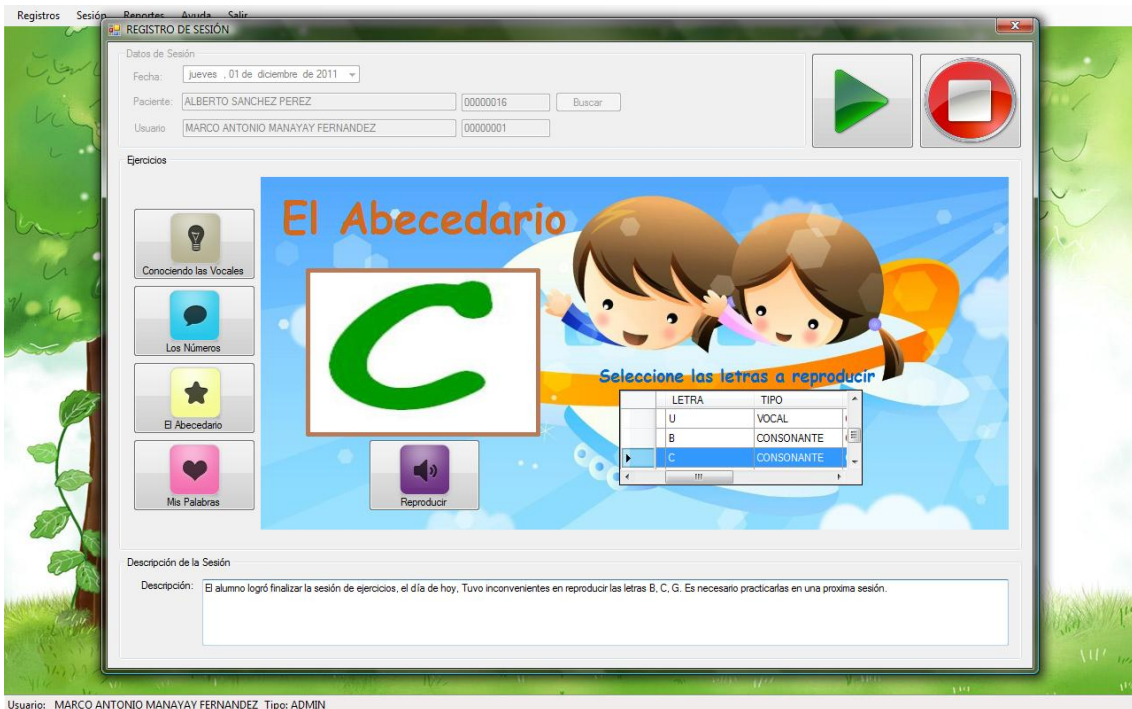 Registros Sesión Reportes Ayuda Salir
REGISTRO DE SESIÓN
Datos de Sesión
Fecha: jueves , 01 de diciembre de 2011
Paciente: ALBERTO SANCHEZ PEREZ 00000016 Buscar
Usuario MARCO ANTONIO MANAYAY FERNANDEZ 00000001
Ejercicios
Conociendo las Vocales
Los Números
El Abecedario
Mis Palabras
El Abecedario
C
Reproducir
Seleccione las letras a reproducir
LETRA TIPO
U VOCAL
B CONSONANTE
C CONSONANTE
Descripción de la Sesión
Descripción: El alumno logró finalizar la sesión de ejercicios, el día de hoy, Tuvo inconvenientes en reproducir las letras B, C, G. Es necesario practicarlas en una proxima sesión.
Usuario: MARCO ANTONIO MANAYAY FERNANDEZ Tipo: ADMIN